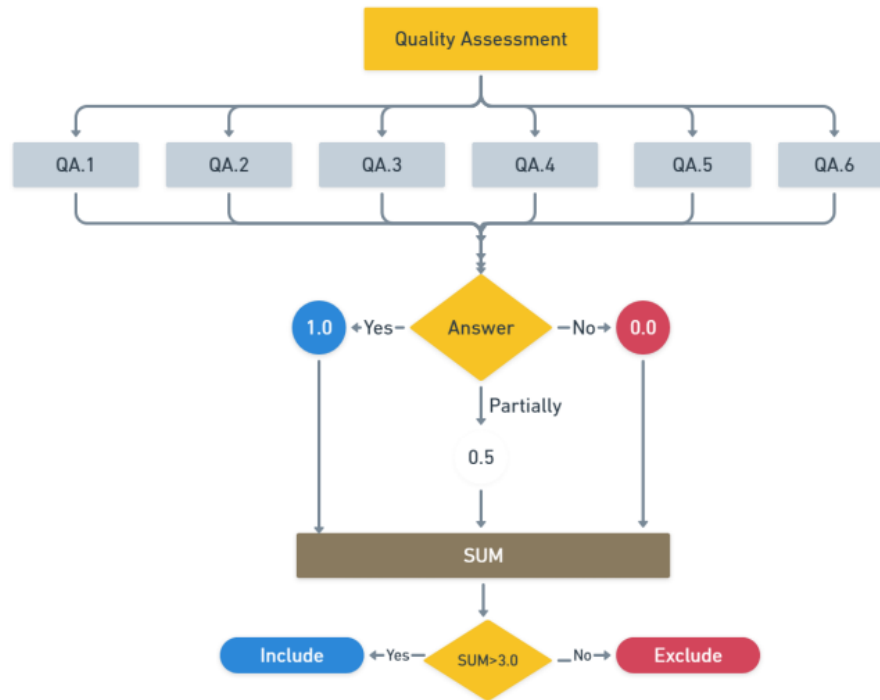 Quality Assessment
QA.1
QA.2
QA.3
QA.4
QA.5
QA.6
1.0
Yes
Answer
No
0.0
Partially
0.5
SUM
Include
Yes
SUM>3.0
No
Exclude